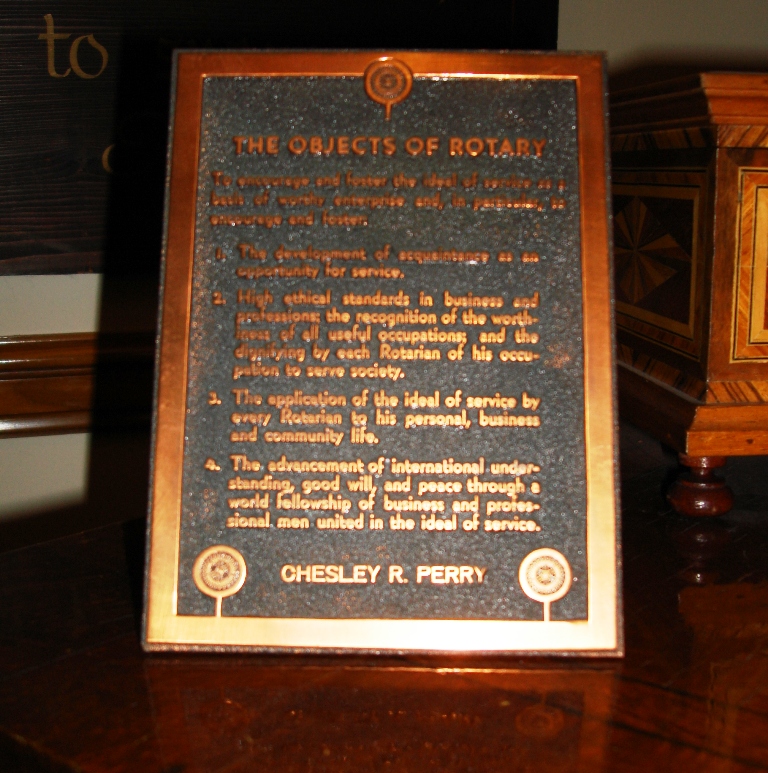 to
THE OBJECTS OF ROTARY
To encourage and foster the ideal of service as a
basis of worthy enterprise and, in particular, to
encourage and foster:
1. The development of acquaintance as an
opportunity for service.
2. High ethical standards in business and
professions; the recognition of the worth-
iness of all useful occupations; and the
dignifying by each Rotarian of his occu-
pation to serve society.
3. The application of the ideal of service by
every Rotarian to his personal, business
and community life.
4. The advancement of international under-
standing, good will, and peace through a
world fellowship of business and profes-
sional men united in the ideal of service.
CHESLEY R. PERRY